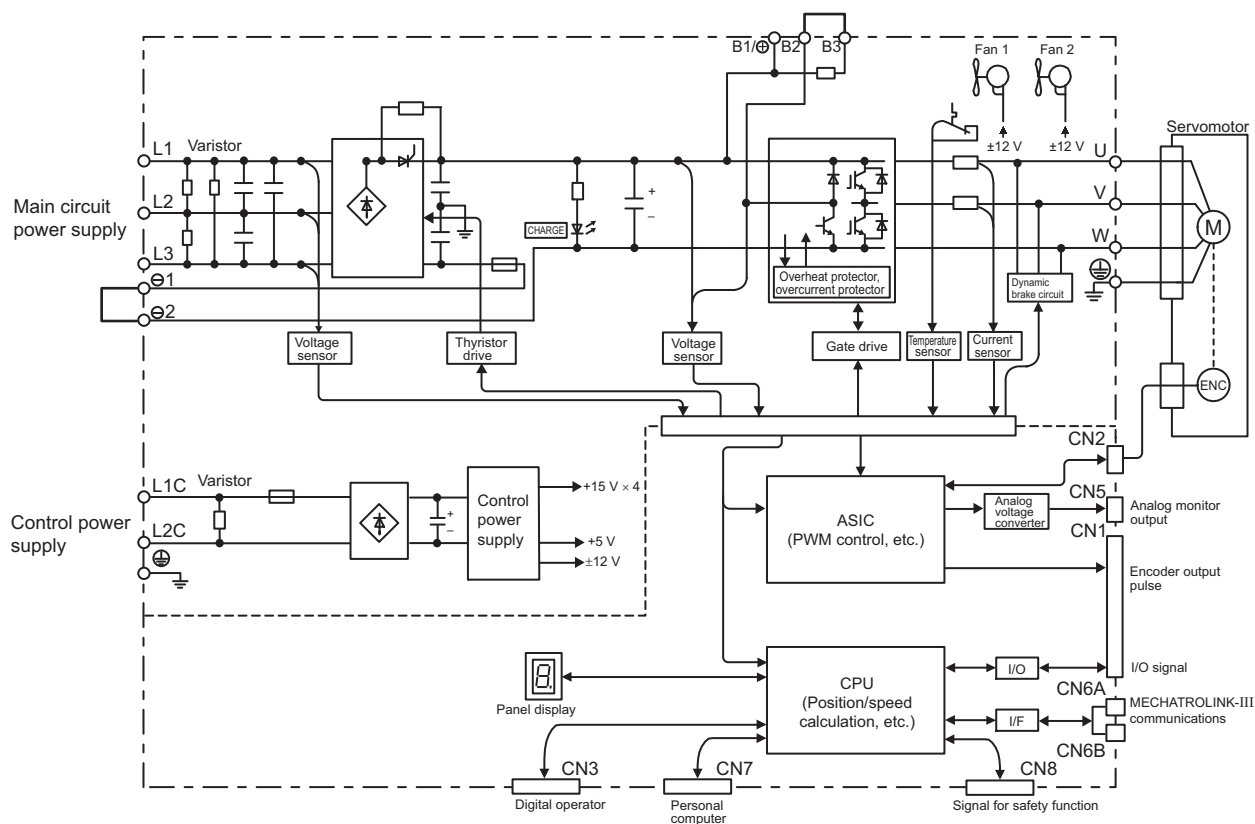 B1/⊕ B2 B3
Fan 1
Fan 2
±12 V
±12 V
Servomotor
Varistor
L1
L2
L3
Main circuit
power supply
⊖1
⊖2
CHARGE
+
–
U
V
W
M
ENC
Overheat protector,
overcurrent protector
Dynamic
brake circuit
Voltage
sensor
Thyristor
drive
Voltage
sensor
Gate drive
Temperature
sensor
Current
sensor
Control power
supply
L1C
L2C
Varistor
+
–
Control
power
supply
+15 V × 4
+5 V
±12 V
ASIC
(PWM control, etc.)
Analog
voltage
converter
CN2
CN5
Analog monitor
output
CN1
Encoder output
pulse
I/O signal
CPU
(Position/speed
calculation, etc.)
I/O
I/F
CN6A
MECHATROLINK-III
communications
CN6B
8.
Panel display
CN3
Digital operator
CN7
Personal
computer
CN8
Signal for safety function